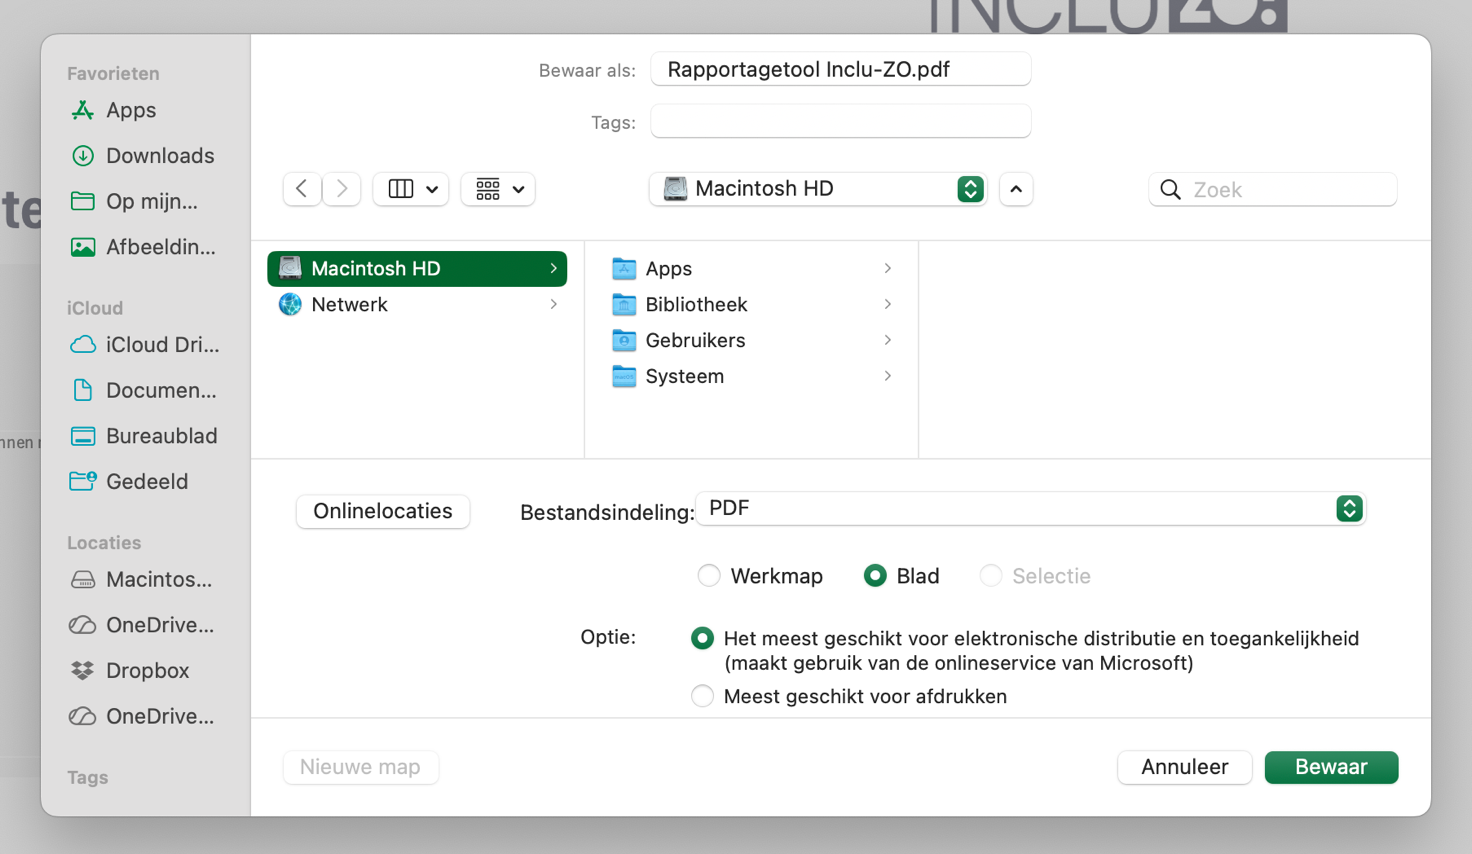 INCLUZO:
Favorieten
Apps
Downloads
Op mijn...
Afbeeldin...
iCloud
iCloud Dri...
Documen...
Bureaublad
Gedeeld
Locaties
Macintos...
OneDrive...
Dropbox
OneDrive...
Tags
te
nnen
Bewaar als: Rapportagetool Inclu-ZO.pdf
Tags:
Macintosh HD
Zoek
Macintosh HD
Netwerk
Apps
Bibliotheek
Gebruikers
Systeem
Onlinelocaties
Bestandsindeling: PDF
Werkmap Blad Selectie
Optie: Het meest geschikt voor elektronische distributie en toegankelijkheid
(maakt gebruik van de onlineservice van Microsoft)
Meest geschikt voor afdrukken
Nieuwe map
Annuleer Bewaar